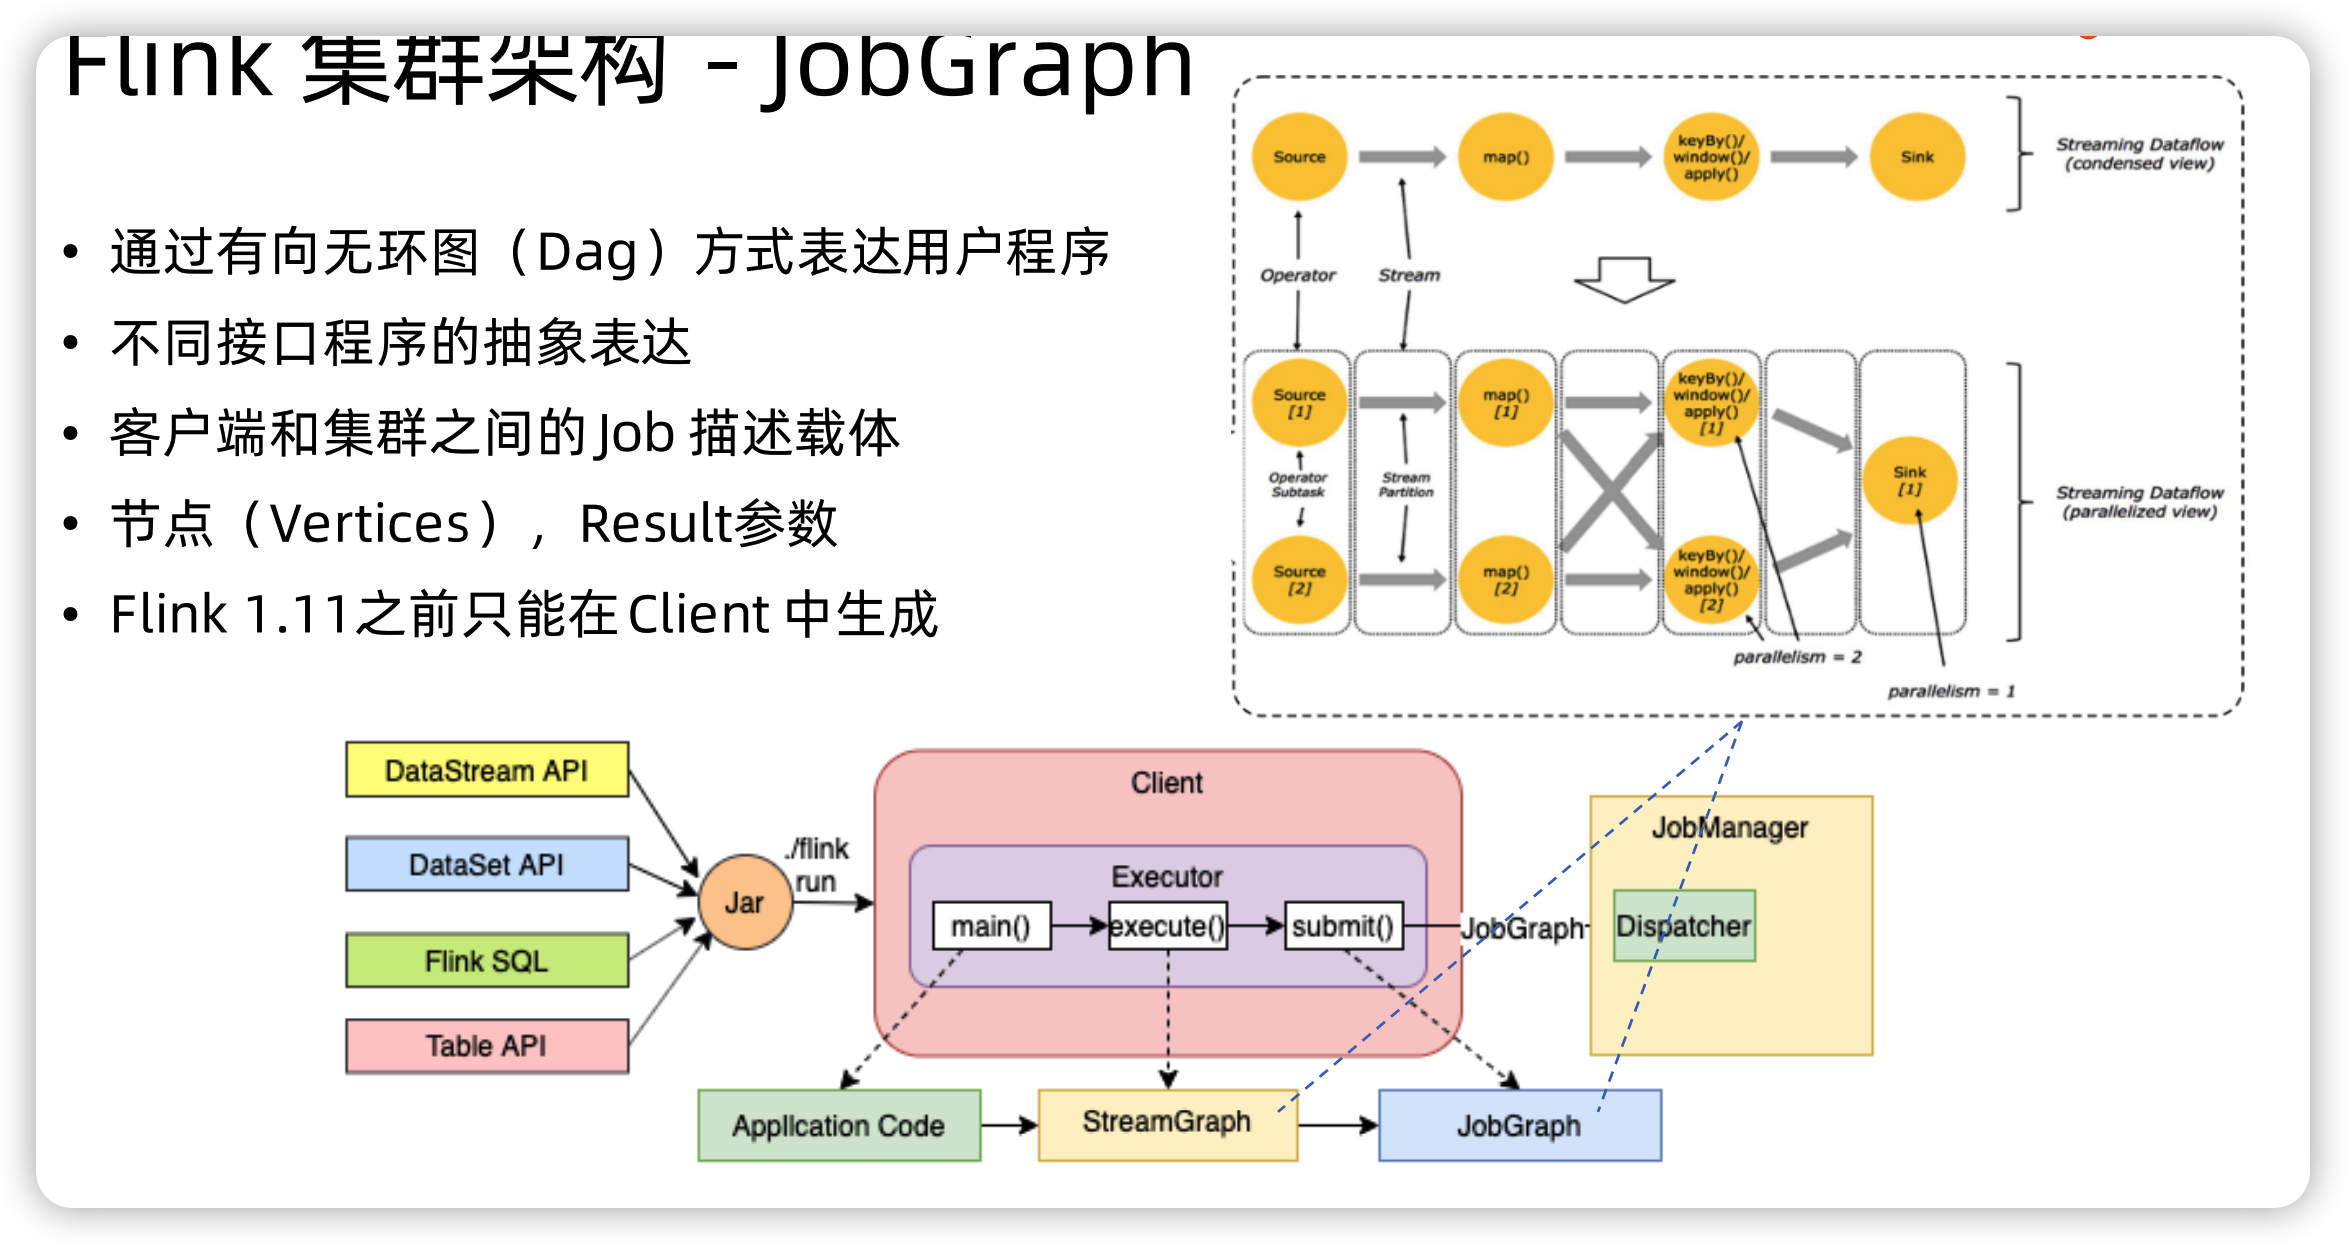 Flink 集群架构 - JobGraph
• 通过有向无环图（Dag）方式表达用户程序
• 不同接口程序的抽象表达
• 客户端和集群之间的Job 描述载体
• 节点（Vertices），Result参数
• Flink 1.11之前只能在Client 中生成
Source
map()
keyBy()/
window()/
apply()
Sink
Streaming Dataflow
(condensed view)
Operator
Stream
Source
[1]
map()
[1]
keyBy()/
window()/
apply()
[1]
Operator
Subtask
Stream
Partition
Sink
[1]
Streaming Dataflow
(parallelized view)
Source
[2]
map()
[2]
keyBy()/
window()/
apply()
[2]
parallelism = 2
parallelism = 1
DataStream API
DataSet API
Flink SQL
Table API
Jar
./flink
run
Client
Executor
main()
execute()
submit()
JobGraph
JobManager
Dispatcher
Application Code
StreamGraph
JobGraph